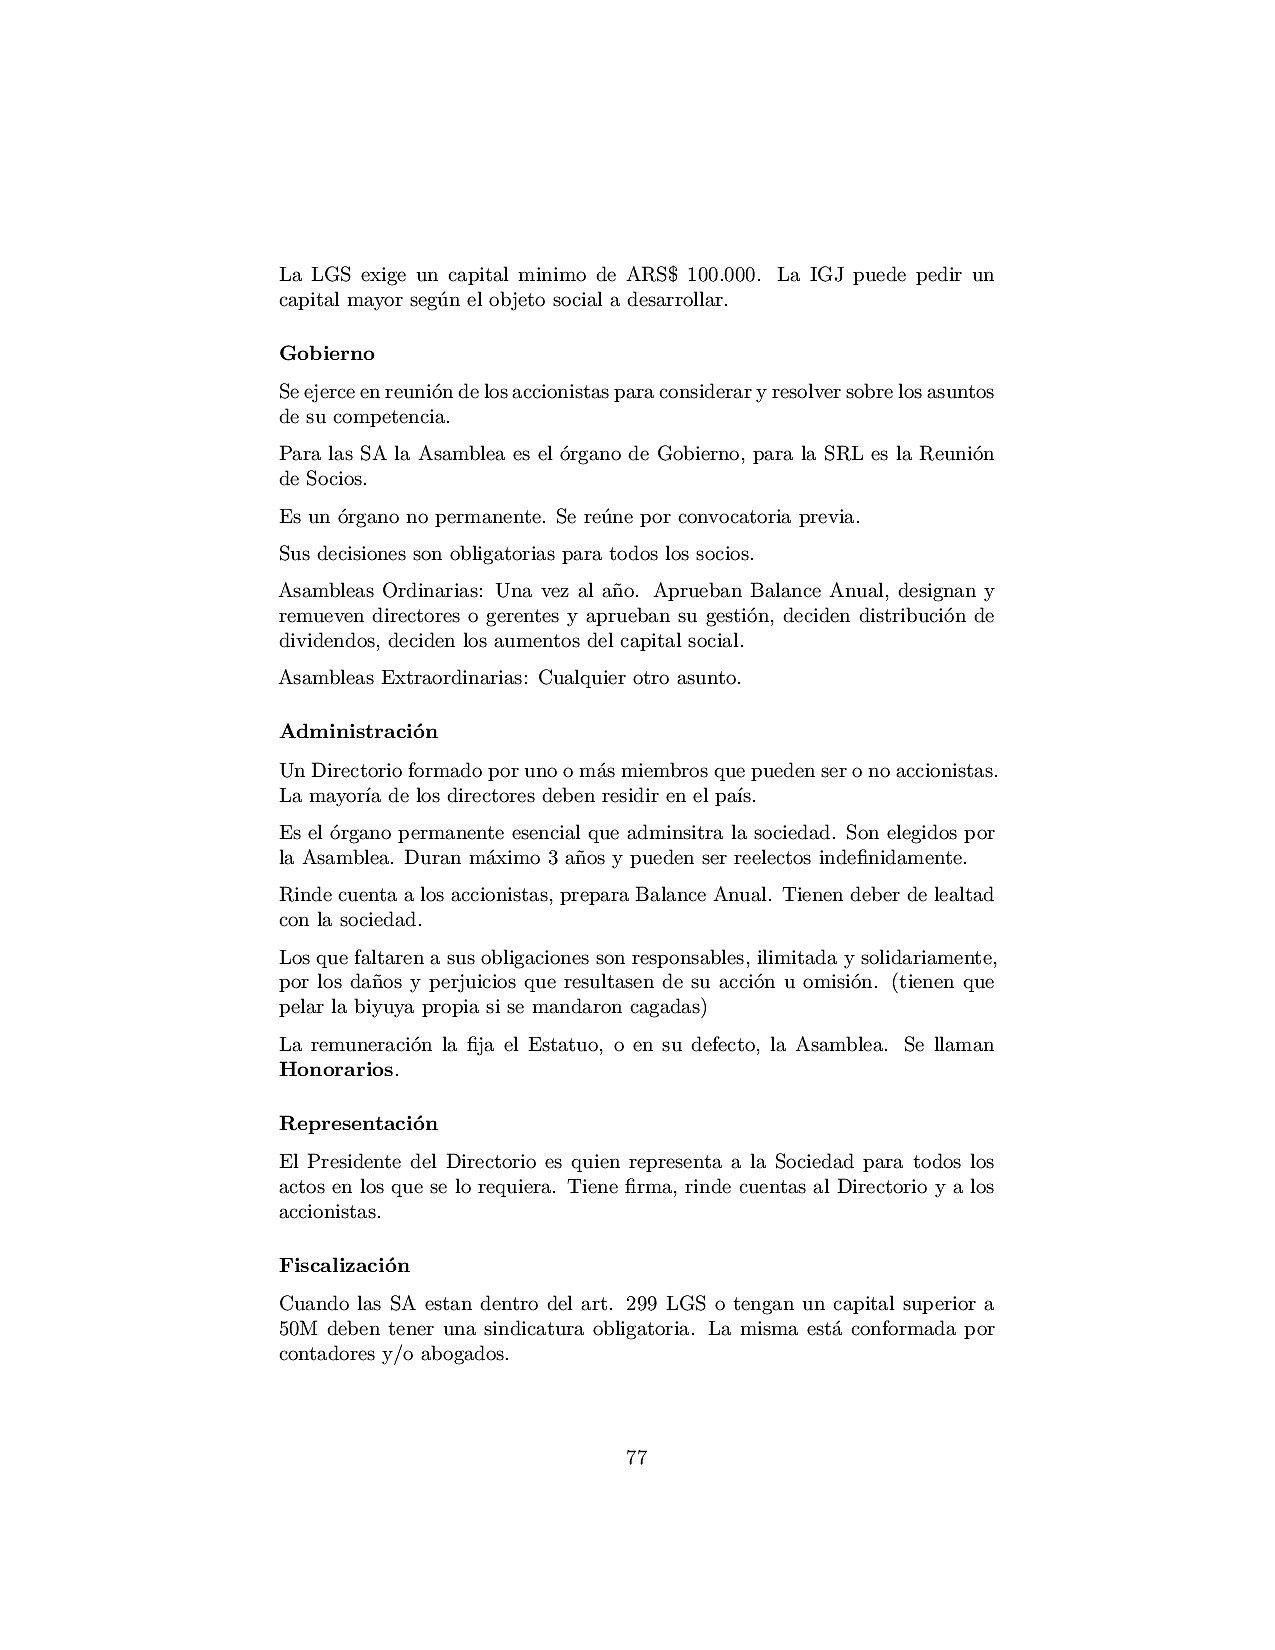 La LGS exige un capital minimo de ARS$ 100.000. La IGJ puede pedir un
capital mayor según el objeto social a desarrollar.
Gobierno
Se ejerce en reunión de los accionistas para considerar y resolver sobre los asuntos
de su competencia.
Para las SA la Asamblea es el órgano de Gobierno, para la SRL es la Reunión
de Socios.
Es un órgano no permanente. Se reúne por convocatoria previa.
Sus decisiones son obligatorias para todos los socios.
Asambleas Ordinarias: Una vez al año. Aprueban Balance Anual, designan y
remueven directores o gerentes y aprueban su gestión, deciden distribución de
dividendos, deciden los aumentos del capital social.
Asambleas Extraordinarias: Cualquier otro asunto.
Administración
Un Directorio formado por uno o más miembros que pueden ser o no accionistas.
La mayoría de los directores deben residir en el país.
Es el órgano permanente esencial que adminsitra la sociedad. Son elegidos por
la Asamblea. Duran máximo 3 años y pueden ser reelectos indefinidamente.
Rinde cuenta a los accionistas, prepara Balance Anual. Tienen deber de lealtad
con la sociedad.
Los que faltaren a sus obligaciones son responsables, ilimitada y solidariamente,
por los daños y perjuicios que resultasen de su acción u omisión. (tienen que
pelar la biyuya propia si se mandaron cagadas)
La remuneración la fija el Estatuo, o en su defecto, la Asamblea. Se llaman
Honorarios.
Representación
El Presidente del Directorio es quien representa a la Sociedad para todos los
actos en los que se lo requiera. Tiene firma, rinde cuentas al Directorio y a los
accionistas.
Fiscalización
Cuando las SA estan dentro del art. 299 LGS o tengan un capital superior a
50M deben tener una sindicatura obligatoria. La misma está conformada por
contadores y/o abogados.
77